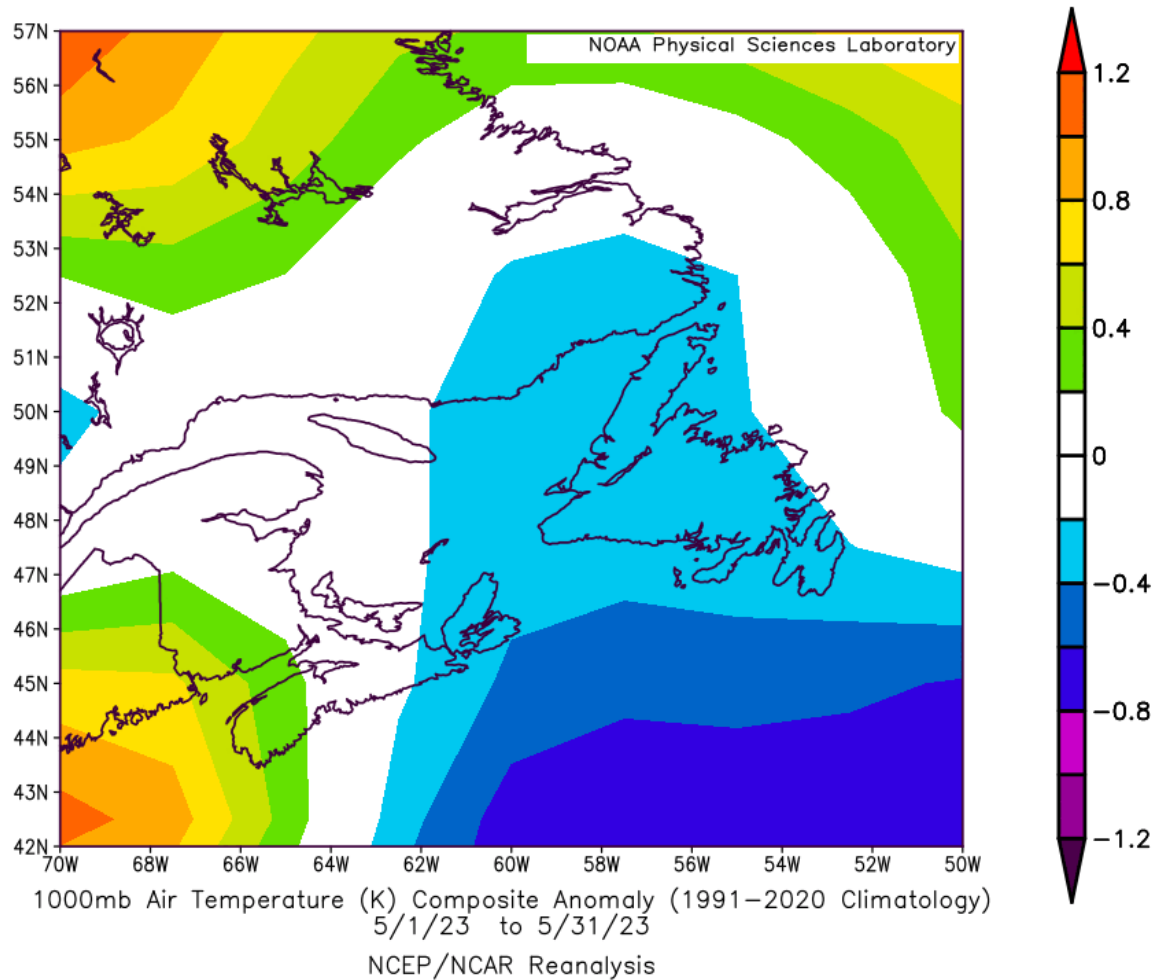 NOAA Physical Sciences Laboratory
57N
56N
55N
54N
53N
52N
51N
50N
49N
48N
47N
46N
45N
44N
43N
42N
70W 68W 66W 64W 62W 60W 58W 56W 54W 52W 50W
1.2
0.8
0.4
0
−0.4
−0.8
−1.2
1000mb Air Temperature (K) Composite Anomaly (1991−2020 Climatology)
5/1/23 to 5/31/23
NCEP/NCAR Reanalysis